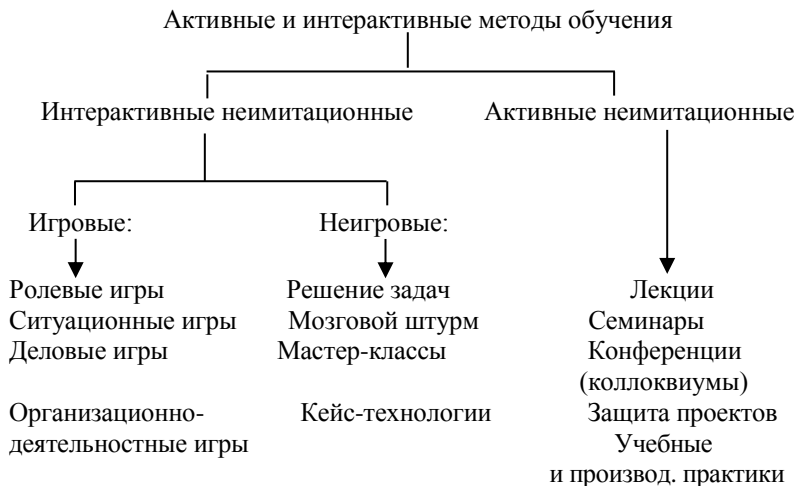 Активные и интерактивные методы обучения
Интерактивные неимитационные
Активные неимитационные
Игровые:
Неигровые:
Ролевые игры
Ситуационные игры
Деловые игры
Организационно-
деятельностные игры
Решение задач
Мозговой штурм
Мастер-классы
Кейс-технологии
Лекции
Семинары
Конференции
(коллоквиумы)
Защита проектов
Учебные
и производ. практики